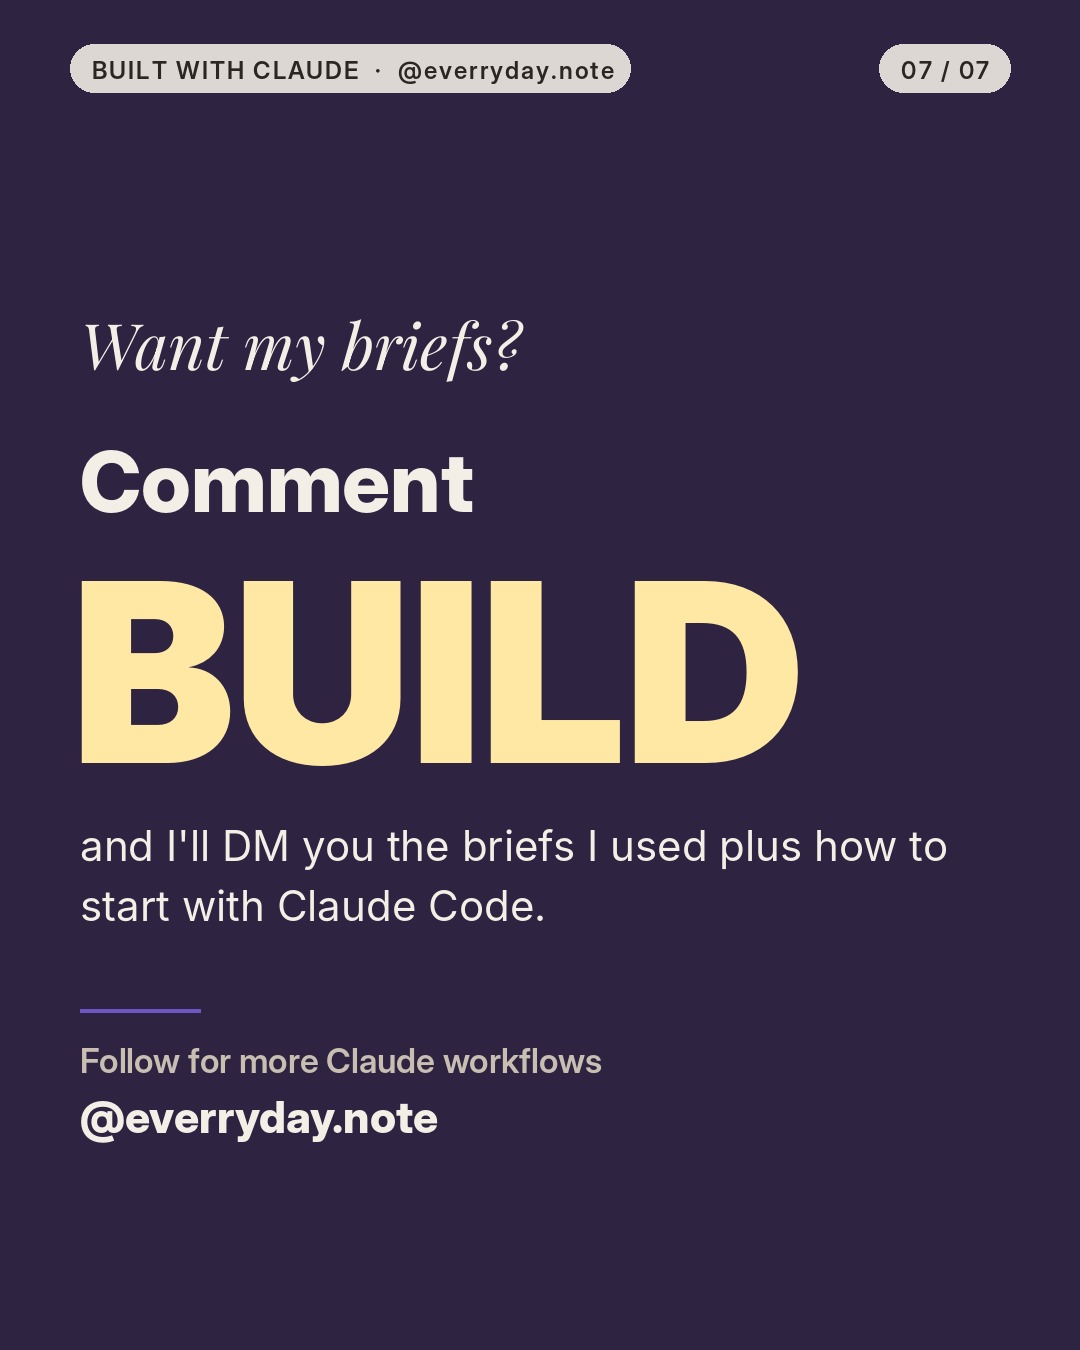 BUILT WITH CLAUDE · @everryday.note
07 / 07
Want my briefs?
Comment
BUILD
and I'll DM you the briefs I used plus how to
start with Claude Code.
Follow for more Claude workflows
@everryday.note